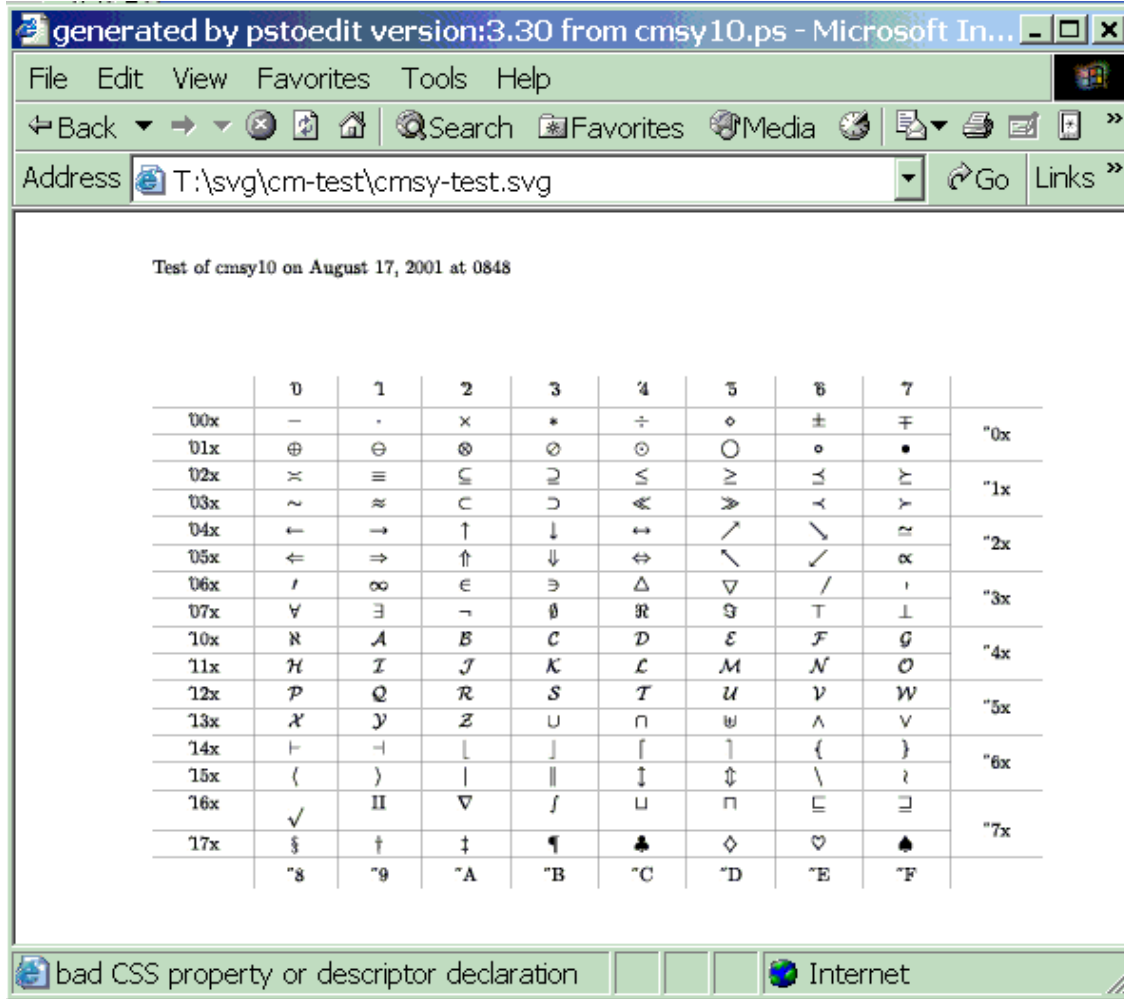 generated by pstoedit version:3.30 from cmsy10.ps - Microsoft In...
File Edit View Favorites Tools Help
Back Search Favorites Media »
Address T:\svg\cm-test\cmsy-test.svg Go Links »
Test of cmsy10 on August 17, 2001 at 0848
´0 ´1 ´2 ´3 ´4 ´5 ´6 ´7
´00x − · × ∗ ÷ ⋄ ± ∓ ˝0x
´01x ⊕ ⊖ ⊗ ⊘ ⊙ ○ ∘ •
´02x ≍ ≡ ⊆ ⊇ ≤ ≥ ⪯ ⪰ ˝1x
´03x ∼ ≈ ⊂ ⊃ ≪ ≫ ≺ ≻
´04x ← → ↑ ↓ ↔ ↗ ↘ ≃ ˝2x
´05x ⇐ ⇒ ⇑ ⇓ ⇔ ↖ ↙ ∝
´06x ′ ∞ ∈ ∋ △ ▽ / ˝3x
´07x ∀ ∃ ¬ ∅ ℜ ℑ ⊤ ⊥
´10x ℵ 𝒜 ℬ 𝒞 𝒟 ℰ ℱ 𝒢 ˝4x
´11x ℋ ℐ 𝒥 𝒦 ℒ ℳ 𝒩 𝒪
´12x 𝒫 𝒬 ℛ 𝒮 𝒯 𝒰 𝒱 𝒲 ˝5x
´13x 𝒳 𝒴 𝒵 ∪ ∩ ⊎ ∧ ∨
´14x ⊢ ⊣ ⌊ ⌋ ⌈ ⌉ { } ˝6x
´15x ⟨ ⟩ | ∥ ↕ ⇕ \ ≀
´16x √ ⨿ ∇ ∫ ⊔ ⊓ ⊑ ⊒ ˝7x
´17x § † ‡ ¶ ♣ ♢ ♡ ♠
˝8 ˝9 ˝A ˝B ˝C ˝D ˝E ˝F
bad CSS property or descriptor declaration Internet